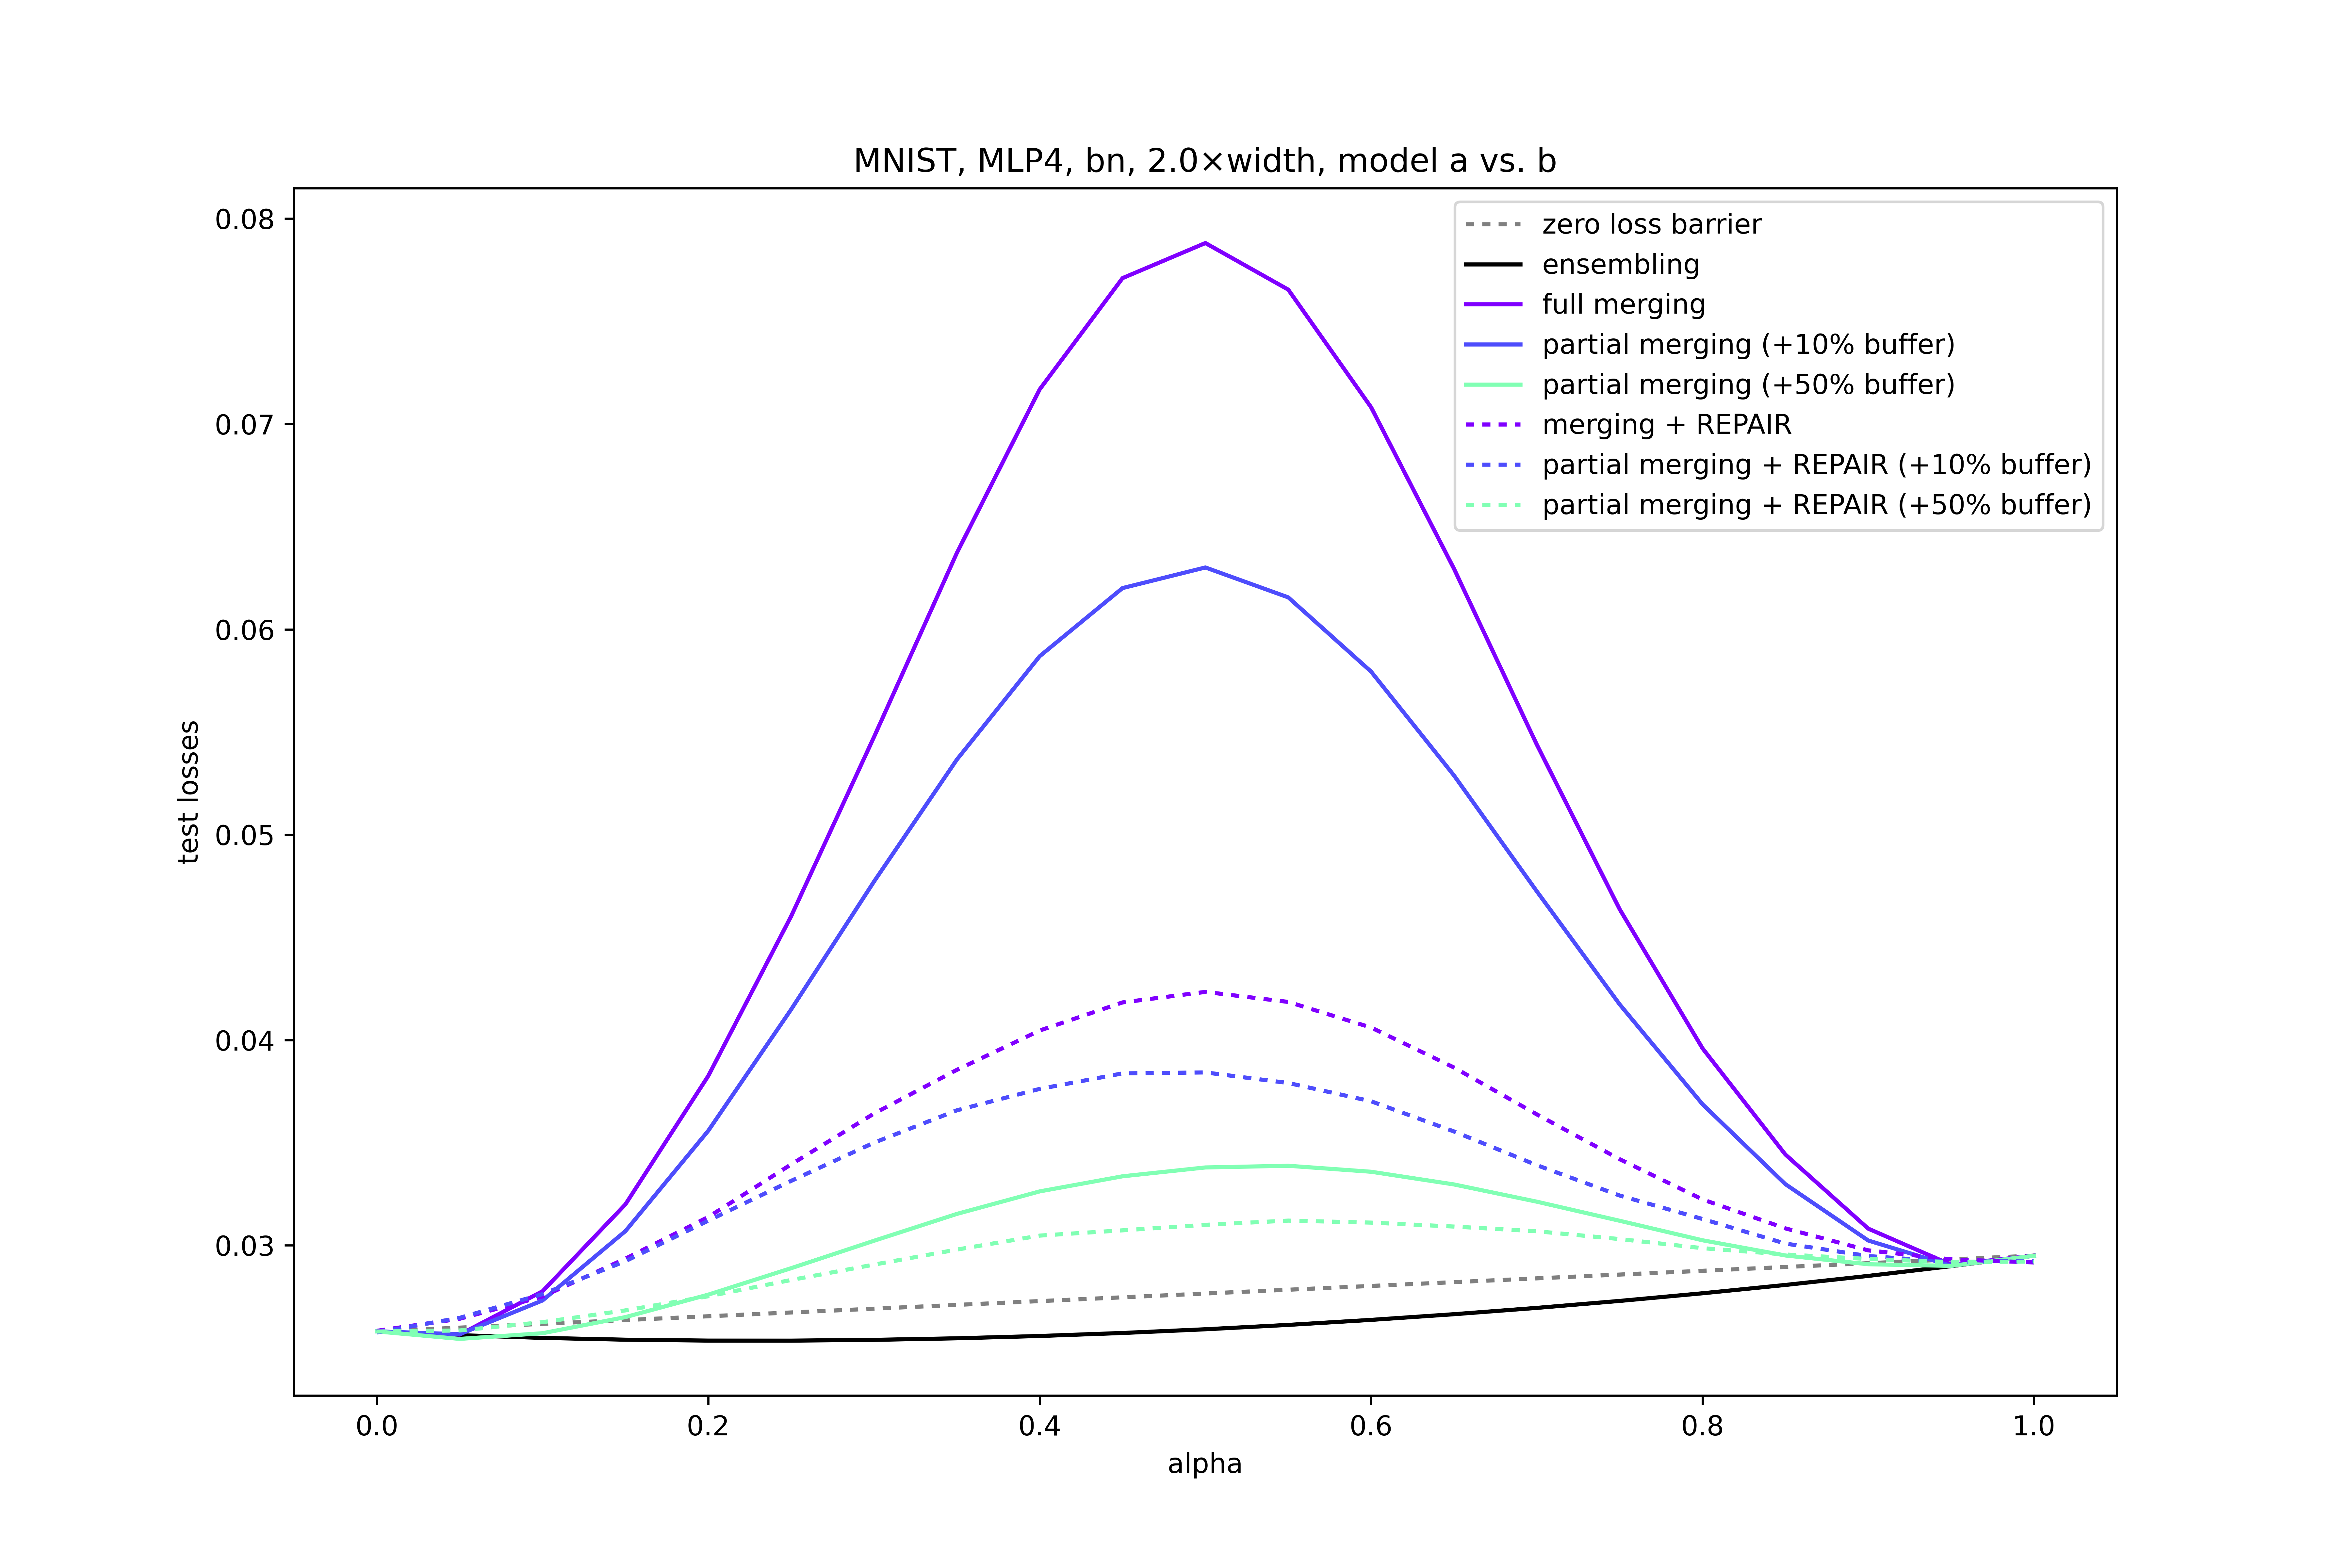 MNIST, MLP4, bn, 2.0×width, model a vs. b
zero loss barrier
ensembling
full merging
partial merging (+10% buffer)
partial merging (+50% buffer)
merging + REPAIR
partial merging + REPAIR (+10% buffer)
partial merging + REPAIR (+50% buffer)
0.08
0.07
0.06
0.05
0.04
0.03
test losses
0.0 0.2 0.4 0.6 0.8 1.0
alpha